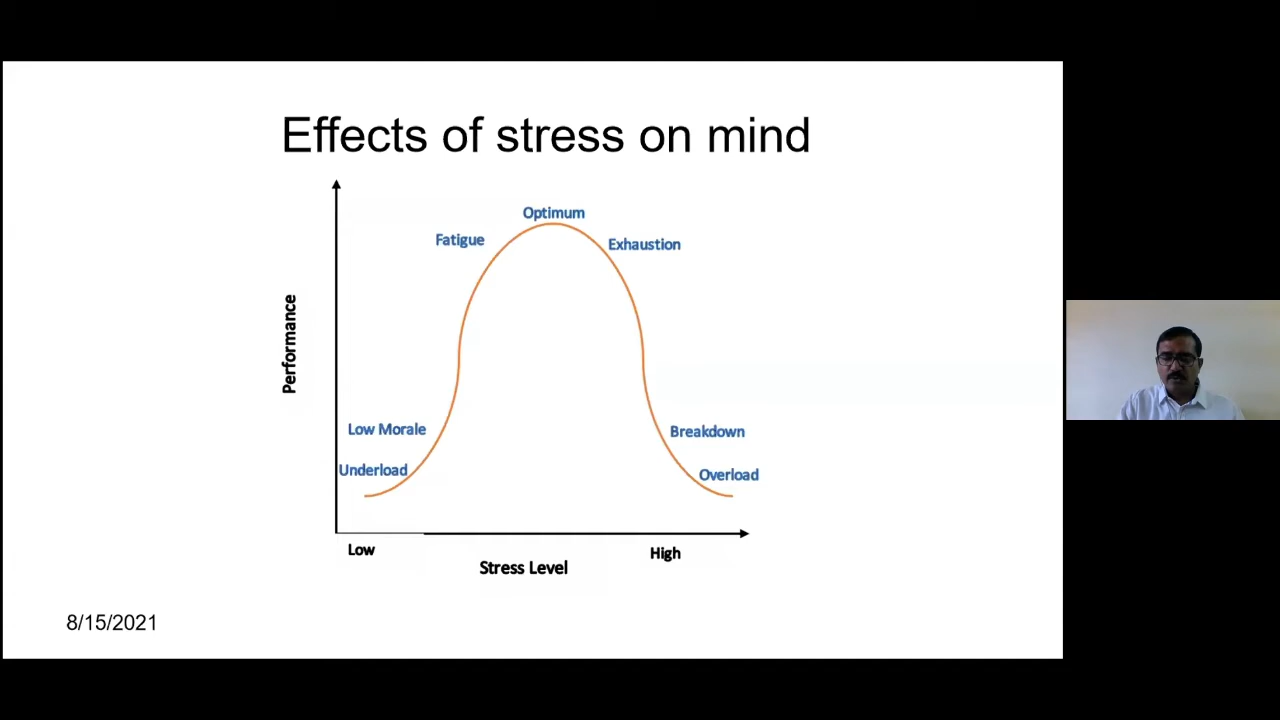 Effects of stress on mind
Optimum
Fatigue
Exhaustion
Performance
Low Morale
Breakdown
Underload
Overload
Low
High
Stress Level
8/15/2021